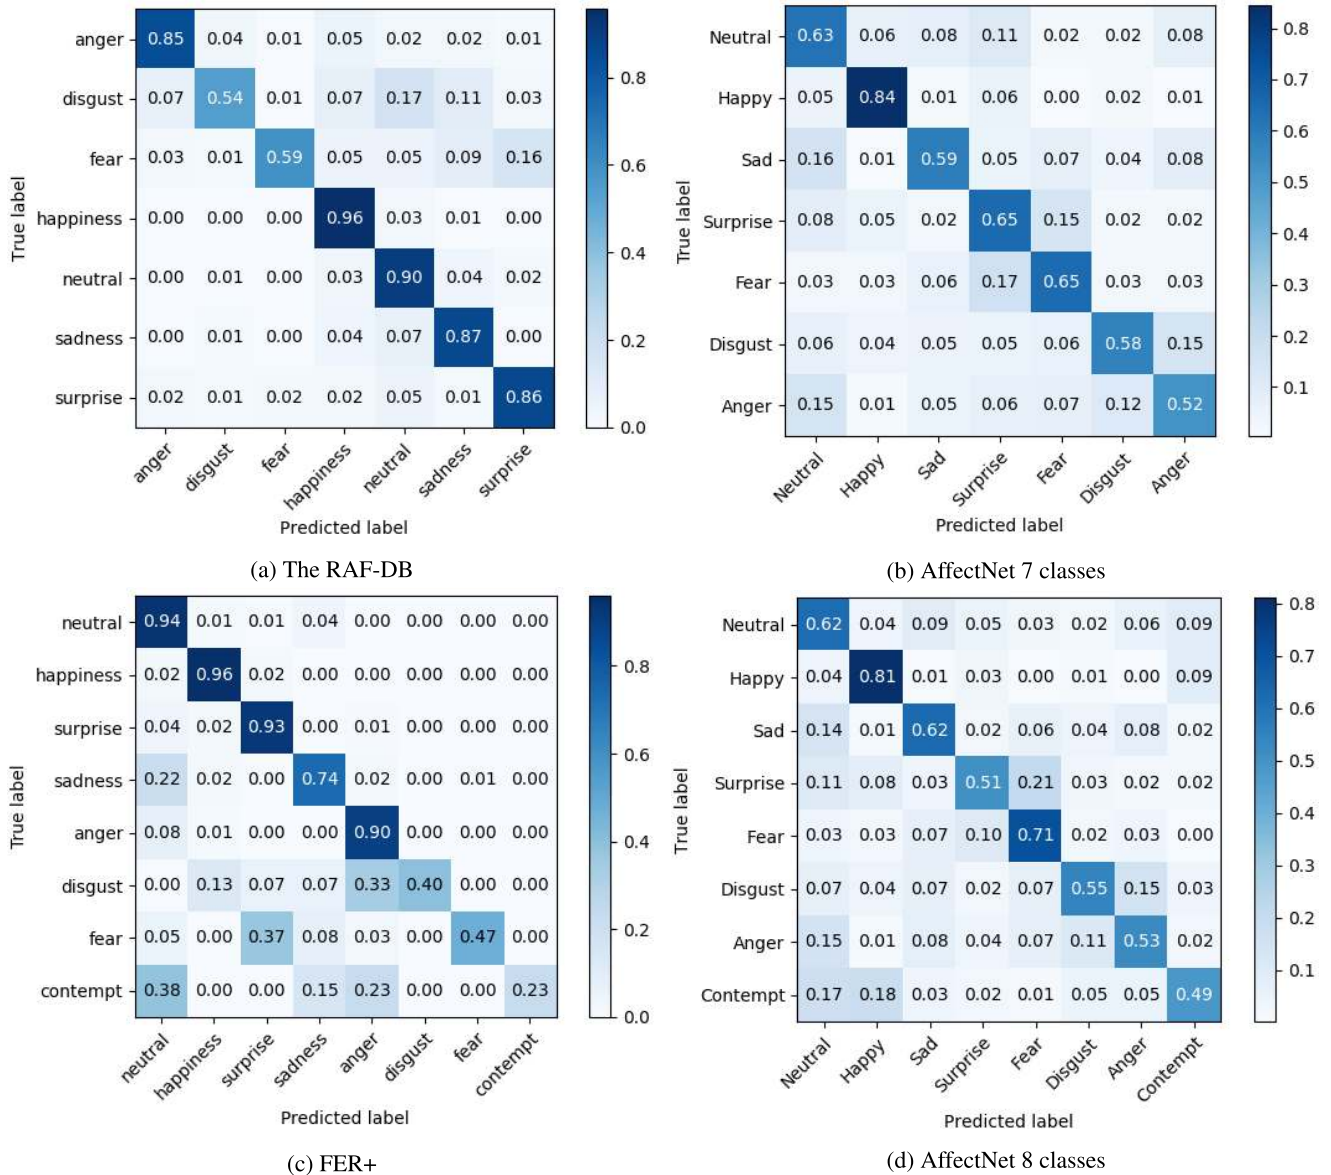 True label
anger 0.85 0.04 0.01 0.05 0.02 0.02 0.01
disgust 0.07 0.54 0.01 0.07 0.17 0.11 0.03
fear 0.03 0.01 0.59 0.05 0.05 0.09 0.16
happiness 0.00 0.00 0.00 0.96 0.03 0.01 0.00
neutral 0.00 0.01 0.00 0.03 0.90 0.04 0.02
sadness 0.00 0.01 0.00 0.04 0.07 0.87 0.00
surprise 0.02 0.01 0.02 0.02 0.05 0.01 0.86
anger disgust fear happiness neutral sadness surprise
Predicted label
0.8
0.6
0.4
0.2
0.0
(a) The RAF-DB
True label
Neutral 0.63 0.06 0.08 0.11 0.02 0.02 0.08
Happy 0.05 0.84 0.01 0.06 0.00 0.02 0.01
Sad 0.16 0.01 0.59 0.05 0.07 0.04 0.08
Surprise 0.08 0.05 0.02 0.65 0.15 0.02 0.02
Fear 0.03 0.03 0.06 0.17 0.65 0.03 0.03
Disgust 0.06 0.04 0.05 0.05 0.06 0.58 0.15
Anger 0.15 0.01 0.05 0.06 0.07 0.12 0.52
Neutral Happy Sad Surprise Fear Disgust Anger
Predicted label
0.8
0.7
0.6
0.5
0.4
0.3
0.2
0.1
(b) AffectNet 7 classes
True label
neutral 0.94 0.01 0.01 0.04 0.00 0.00 0.00 0.00
happiness 0.02 0.96 0.02 0.00 0.00 0.00 0.00 0.00
surprise 0.04 0.02 0.93 0.00 0.01 0.00 0.00 0.00
sadness 0.22 0.02 0.00 0.74 0.02 0.00 0.01 0.00
anger 0.08 0.01 0.00 0.00 0.90 0.00 0.00 0.00
disgust 0.00 0.13 0.07 0.07 0.33 0.40 0.00 0.00
fear 0.05 0.00 0.37 0.08 0.03 0.00 0.47 0.00
contempt 0.38 0.00 0.00 0.15 0.23 0.00 0.00 0.23
neutral happiness surprise sadness anger disgust fear contempt
Predicted label
0.8
0.6
0.4
0.2
0.0
(c) FER+
True label
Neutral 0.62 0.04 0.09 0.05 0.03 0.02 0.06 0.09
Happy 0.04 0.81 0.01 0.03 0.00 0.01 0.00 0.09
Sad 0.14 0.01 0.62 0.02 0.06 0.04 0.08 0.02
Surprise 0.11 0.08 0.03 0.51 0.21 0.03 0.02 0.02
Fear 0.03 0.03 0.07 0.10 0.71 0.02 0.03 0.00
Disgust 0.07 0.04 0.07 0.02 0.07 0.55 0.15 0.03
Anger 0.15 0.01 0.08 0.04 0.07 0.11 0.53 0.02
Contempt 0.17 0.18 0.03 0.02 0.01 0.05 0.05 0.49
Neutral Happy Sad Surprise Fear Disgust Anger Contempt
Predicted label
0.8
0.7
0.6
0.5
0.4
0.3
0.2
0.1
(d) AffectNet 8 classes